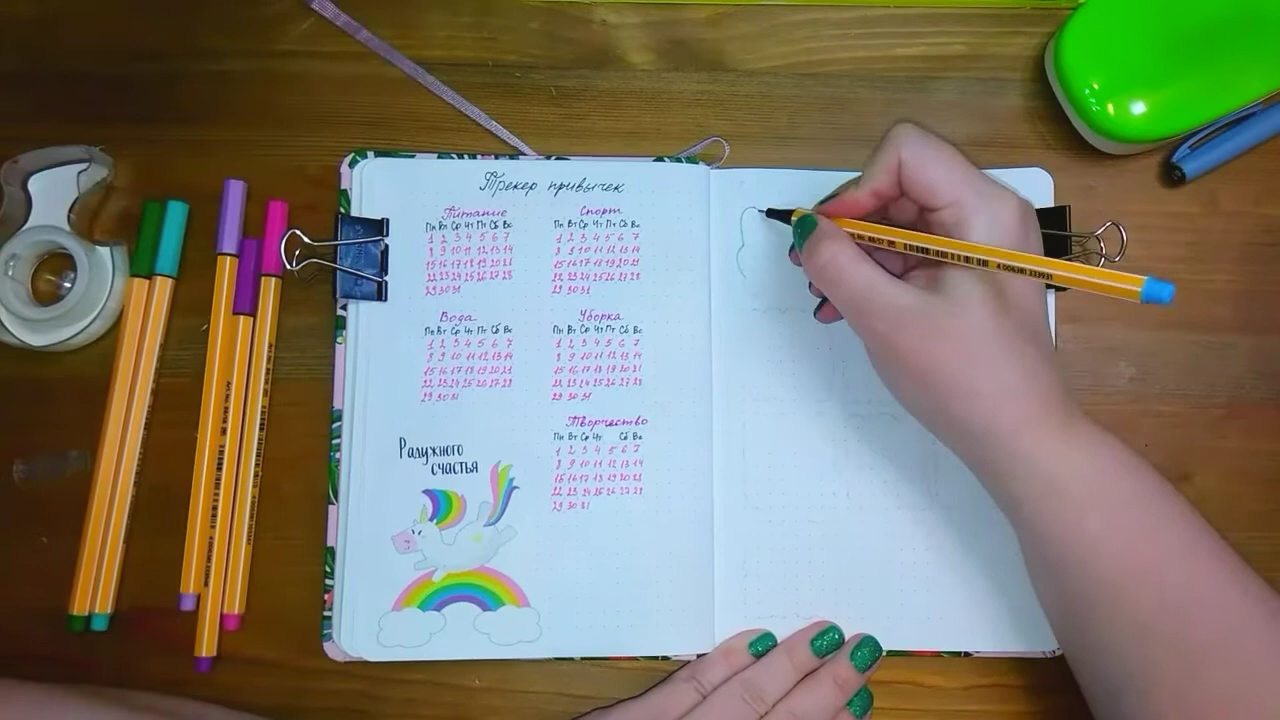 Трекер привычек
Питание
Пн Вт Ср Чт Пт Сб Вс
1 2 3 4 5 6 7
8 9 10 11 12 13 14
15 16 17 18 19 20 21
22 23 24 25 26 27 28
29 30 31
Спорт
Пн Вт Ср Чт Пт Сб Вс
1 2 3 4 5 6 7
8 9 10 11 12 13 14
15 16 17 18 19 20 21
22 23 24 25 26 27 28
29 30 31
Вода
Пн Вт Ср Чт Пт Сб Вс
1 2 3 4 5 6 7
8 9 10 11 12 13 14
15 16 17 18 19 20 21
22 23 24 25 26 27 28
29 30 31
Уборка
Пн Вт Ср Чт Пт Сб Вс
1 2 3 4 5 6 7
8 9 10 11 12 13 14
15 16 17 18 19 20 21
22 23 24 25 26 27 28
29 30 31
Творчество
Пн Вт Ср Чт Сб Вс
1 2 3 4 5 6 7
8 9 10 11 12 13 14
15 16 17 18 19 20 21
22 23 24 25 26 27 28
29 30 31
Радужного
счастья
4 006381 333931